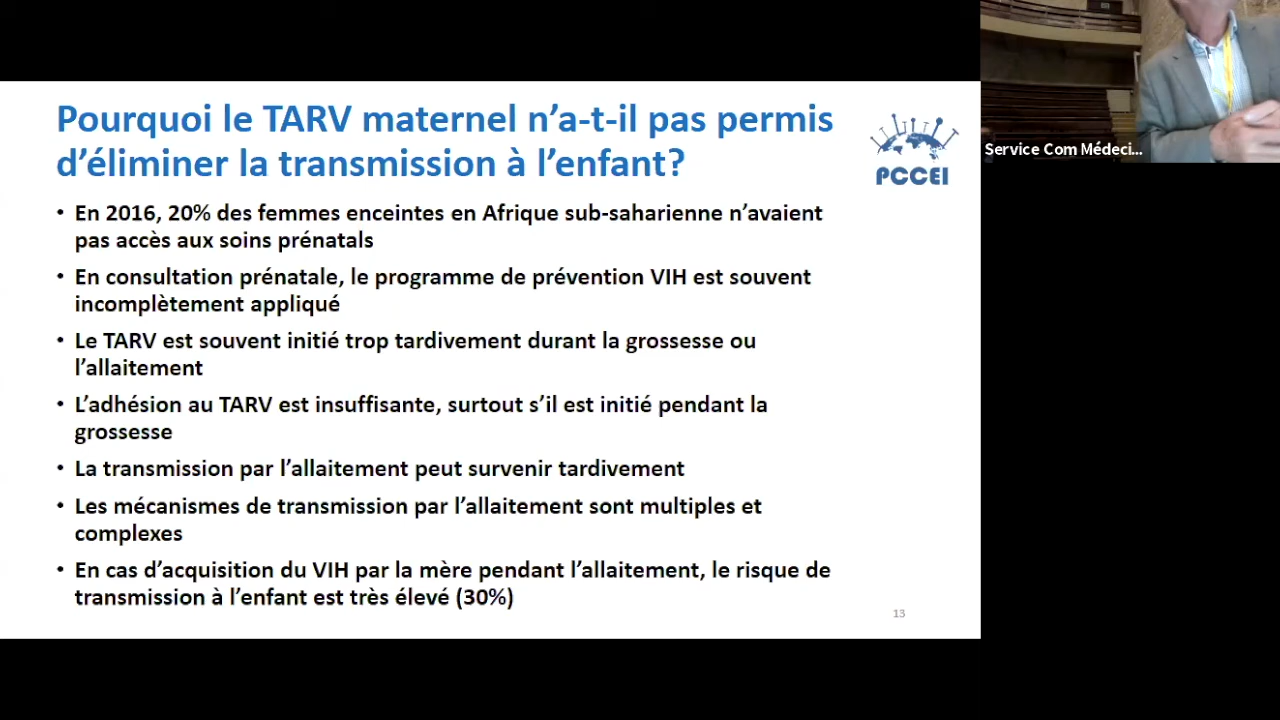 Pourquoi le TARV maternel n’a-t-il pas permis
d’éliminer la transmission à l’enfant?
PCCEI
• En 2016, 20% des femmes enceintes en Afrique sub-saharienne n’avaient
pas accès aux soins prénatals
• En consultation prénatale, le programme de prévention VIH est souvent
incomplètement appliqué
• Le TARV est souvent initié trop tardivement durant la grossesse ou
l’allaitement
• L’adhésion au TARV est insuffisante, surtout s’il est initié pendant la
grossesse
• La transmission par l’allaitement peut survenir tardivement
• Les mécanismes de transmission par l’allaitement sont multiples et
complexes
• En cas d’acquisition du VIH par la mère pendant l’allaitement, le risque de
transmission à l’enfant est très élevé (30%)
13
Service Com Médeci...